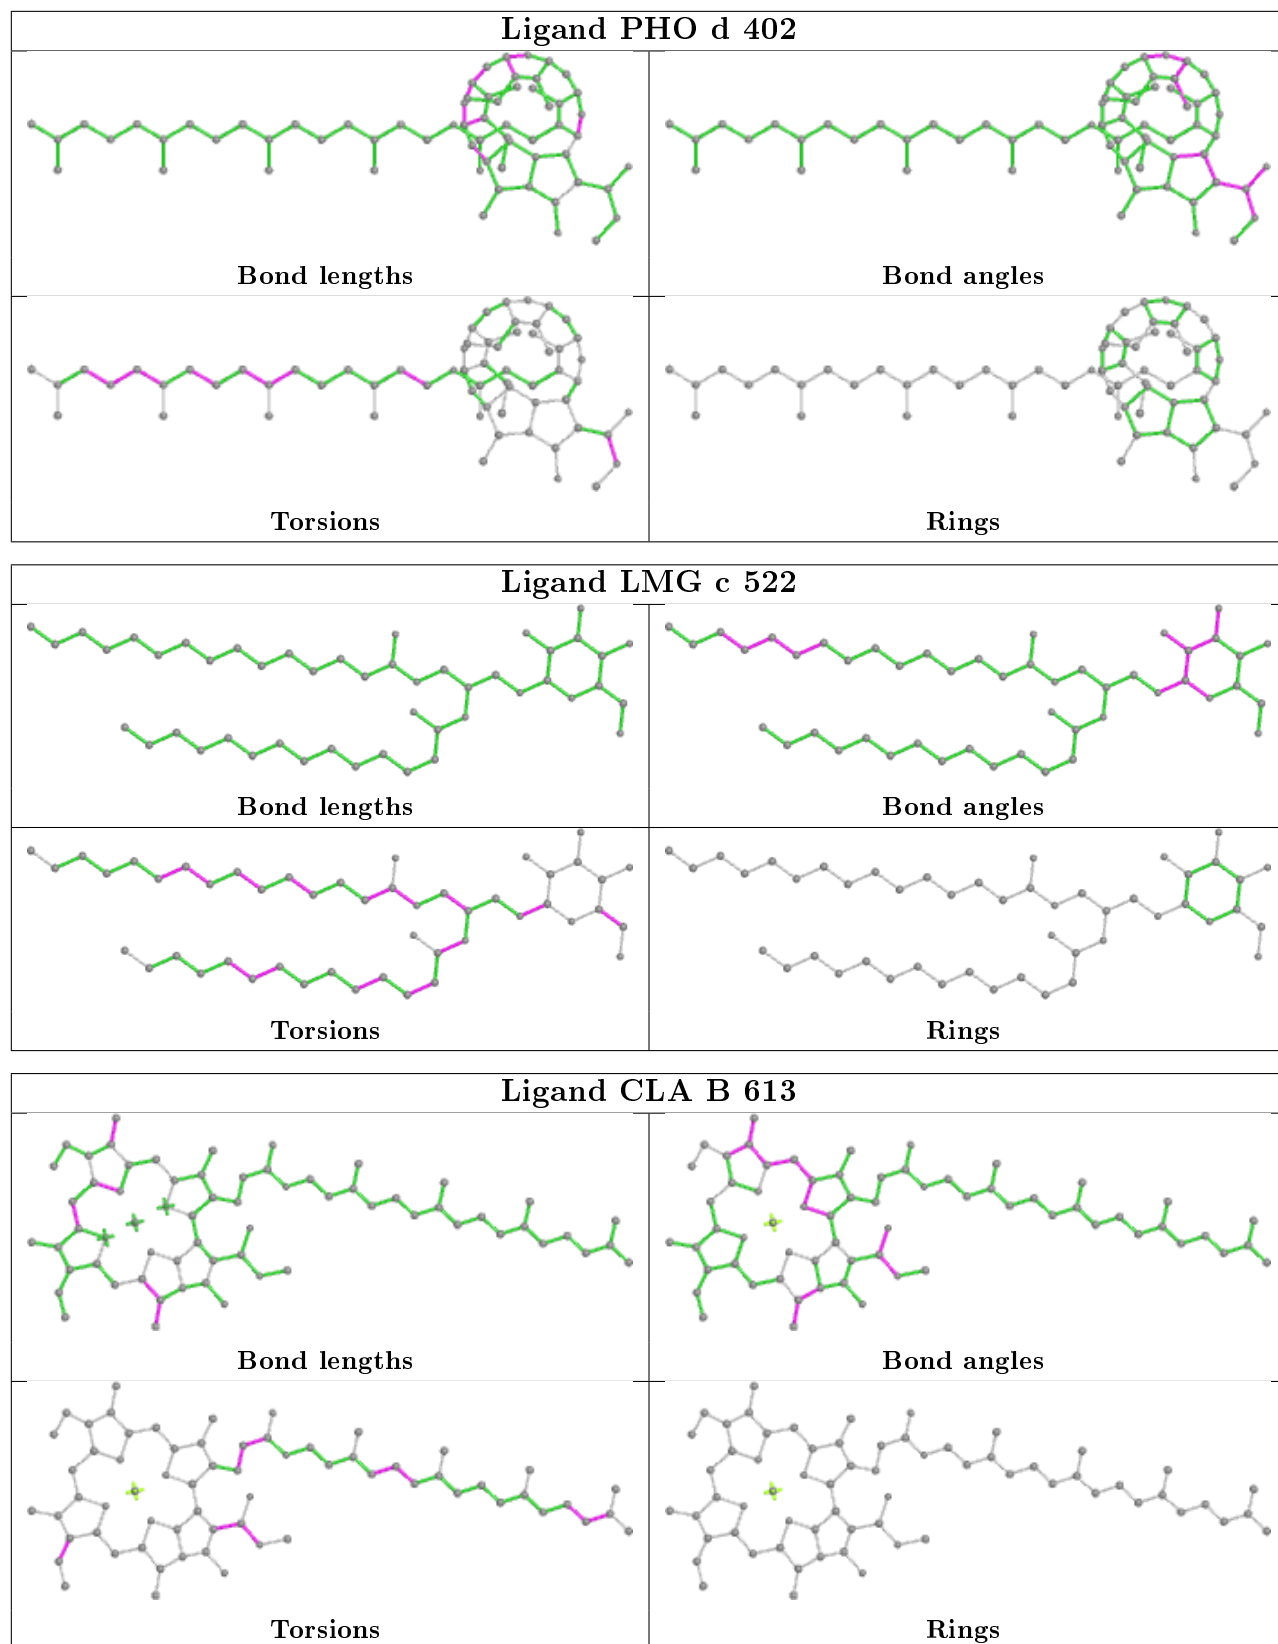 Ligand PHO d 402
Bond lengths
Bond angles
Torsions
Rings
Ligand LMG c 522
Bond lengths
Bond angles
Torsions
Rings
Ligand CLA B 613
Bond lengths
Bond angles
Torsions
Rings